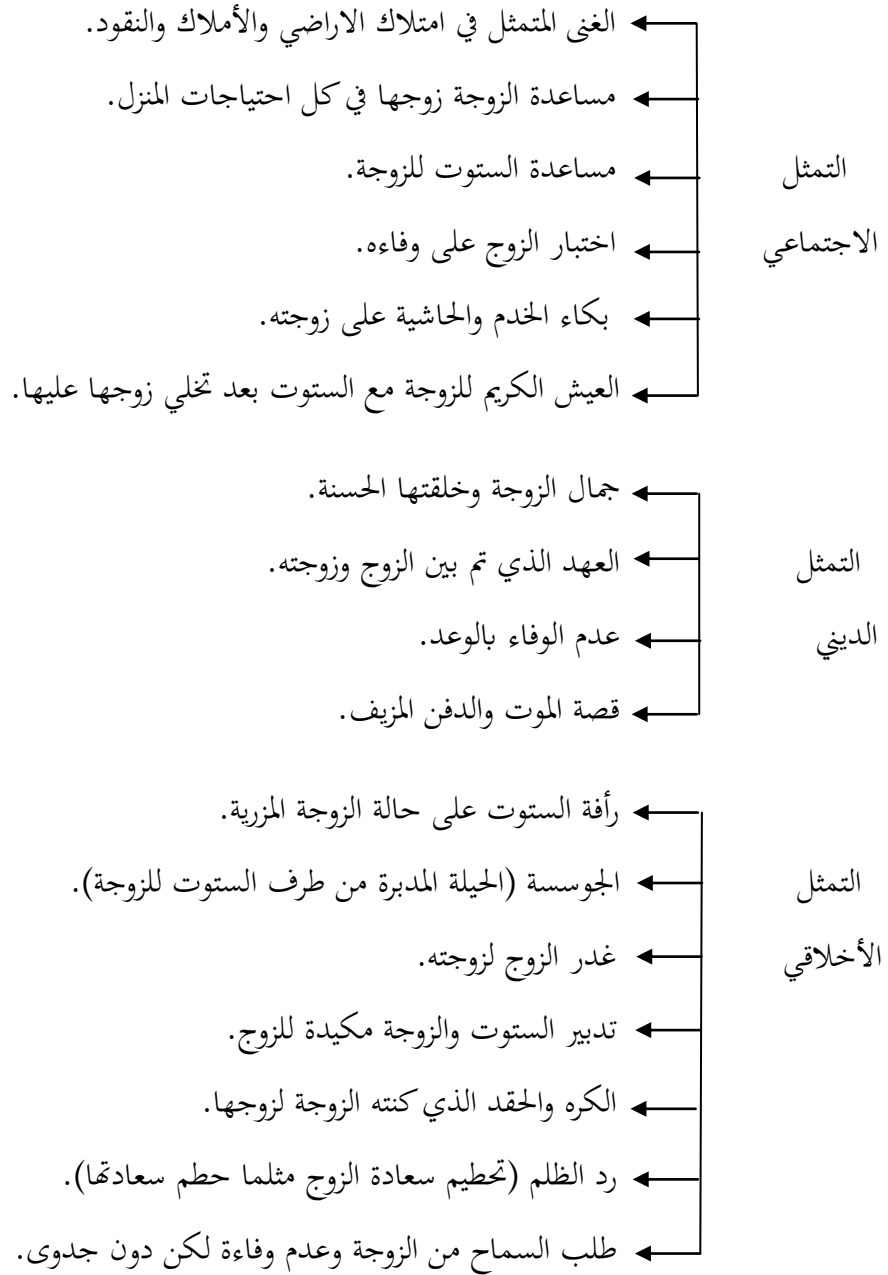 الغنى المتمثل في امتلاك الاراضي والأملاك والنقود.
مساعدة الزوجة زوجها في كل احتياجات المنزل.
التمثل مساعدة الستوت للزوجة.
الاجتماعي اختبار الزوج على وفاءه.
بكاء الخدم والحاشية على زوجته.
العيش الكريم للزوجة مع الستوت بعد تخلي زوجها عليها.
جمال الزوجة وخلقتها الحسنة.
التمثل العهد الذي تم بين الزوج وزوجته.
الديني عدم الوفاء بالوعد.
قصة الموت والدفن المزيف.
رأفة الستوت على حالة الزوجة المزرية.
التمثل الجوسسة (الحيلة المدبرة من طرف الستوت للزوجة).
الأخلاقي غدر الزوج لزوجته.
تدبير الستوت والزوجة مكيدة للزوج.
الكره والحقد الذي كنته الزوجة لزوجها.
رد الظلم (تحطيم سعادة الزوج مثلما حطم سعادتها).
طلب السماح من الزوجة وعدم وفاءة لكن دون جدوى.